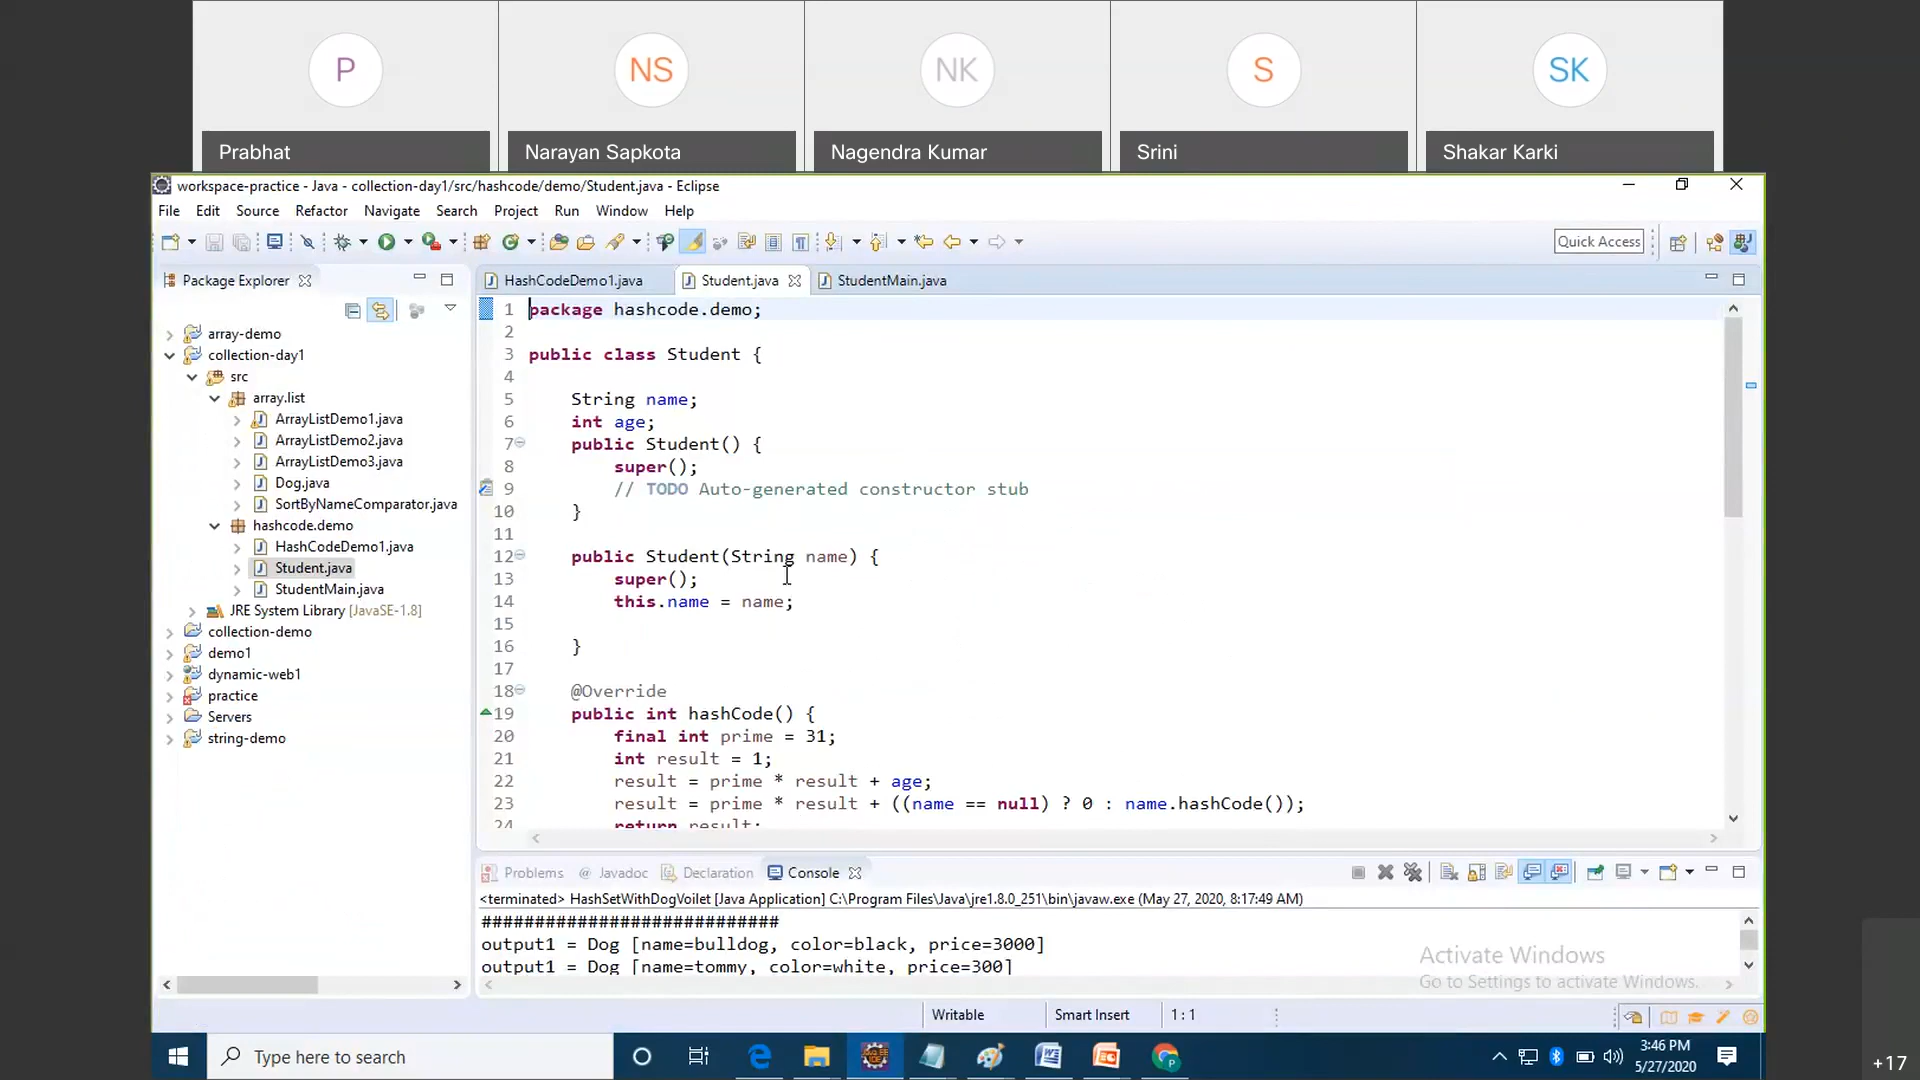 P
NS
NK
S
SK
Prabhat
Narayan Sapkota
Nagendra Kumar
Srini
Shakar Karki
workspace-practice - Java - collection-day1/src/hashcode/demo/Student.java - Eclipse
File Edit Source Refactor Navigate Search Project Run Window Help
Quick Access
Package Explorer
HashCodeDemo1.java
Student.java
StudentMain.java
array-demo
collection-day1
src
array.list
ArrayListDemo1.java
ArrayListDemo2.java
ArrayListDemo3.java
Dog.java
SortByNameComparator.java
hashcode.demo
HashCodeDemo1.java
Student.java
StudentMain.java
JRE System Library [JavaSE-1.8]
collection-demo
demo1
dynamic-web1
practice
Servers
string-demo
1 package hashcode.demo;
2
3 public class Student {
4
5 String name;
6 int age;
7 public Student() {
8 super();
9 // TODO Auto-generated constructor stub
10 }
11
12 public Student(String name) {
13 super();
14 this.name = name;
15
16 }
17
18 @Override
19 public int hashCode() {
20 final int prime = 31;
21 int result = 1;
22 result = prime * result + age;
23 result = prime * result + ((name == null) ? 0 : name.hashCode());
24 return result;
Problems @ Javadoc Declaration Console
<terminated> HashSetWithDogVoilet [Java Application] C:\Program Files\Java\jre1.8.0_251\bin\javaw.exe (May 27, 2020, 8:17:49 AM)
############################
output1 = Dog [name=bulldog, color=black, price=3000]
output1 = Dog [name=tommy, color=white, price=300]
Activate Windows
Go to Settings to activate Windows.
Writable
Smart Insert
1 : 1
Type here to search
3:46 PM
5/27/2020
+17